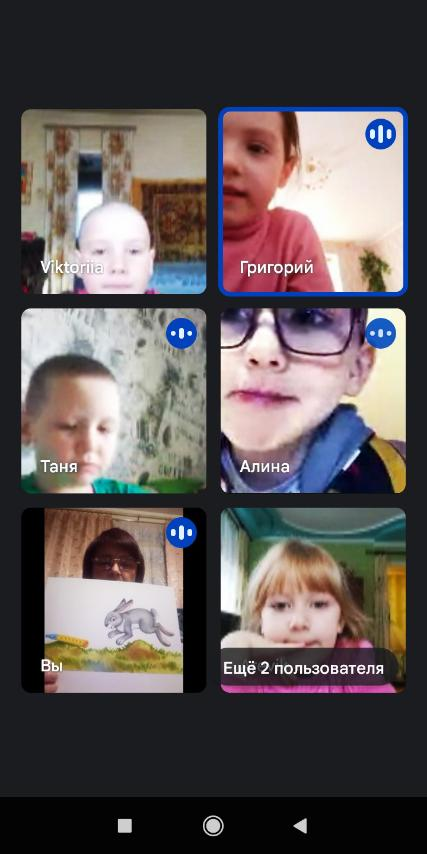 Viktoriia
Григорий
Таня
Алина
Вы
Ещё 2 пользователя